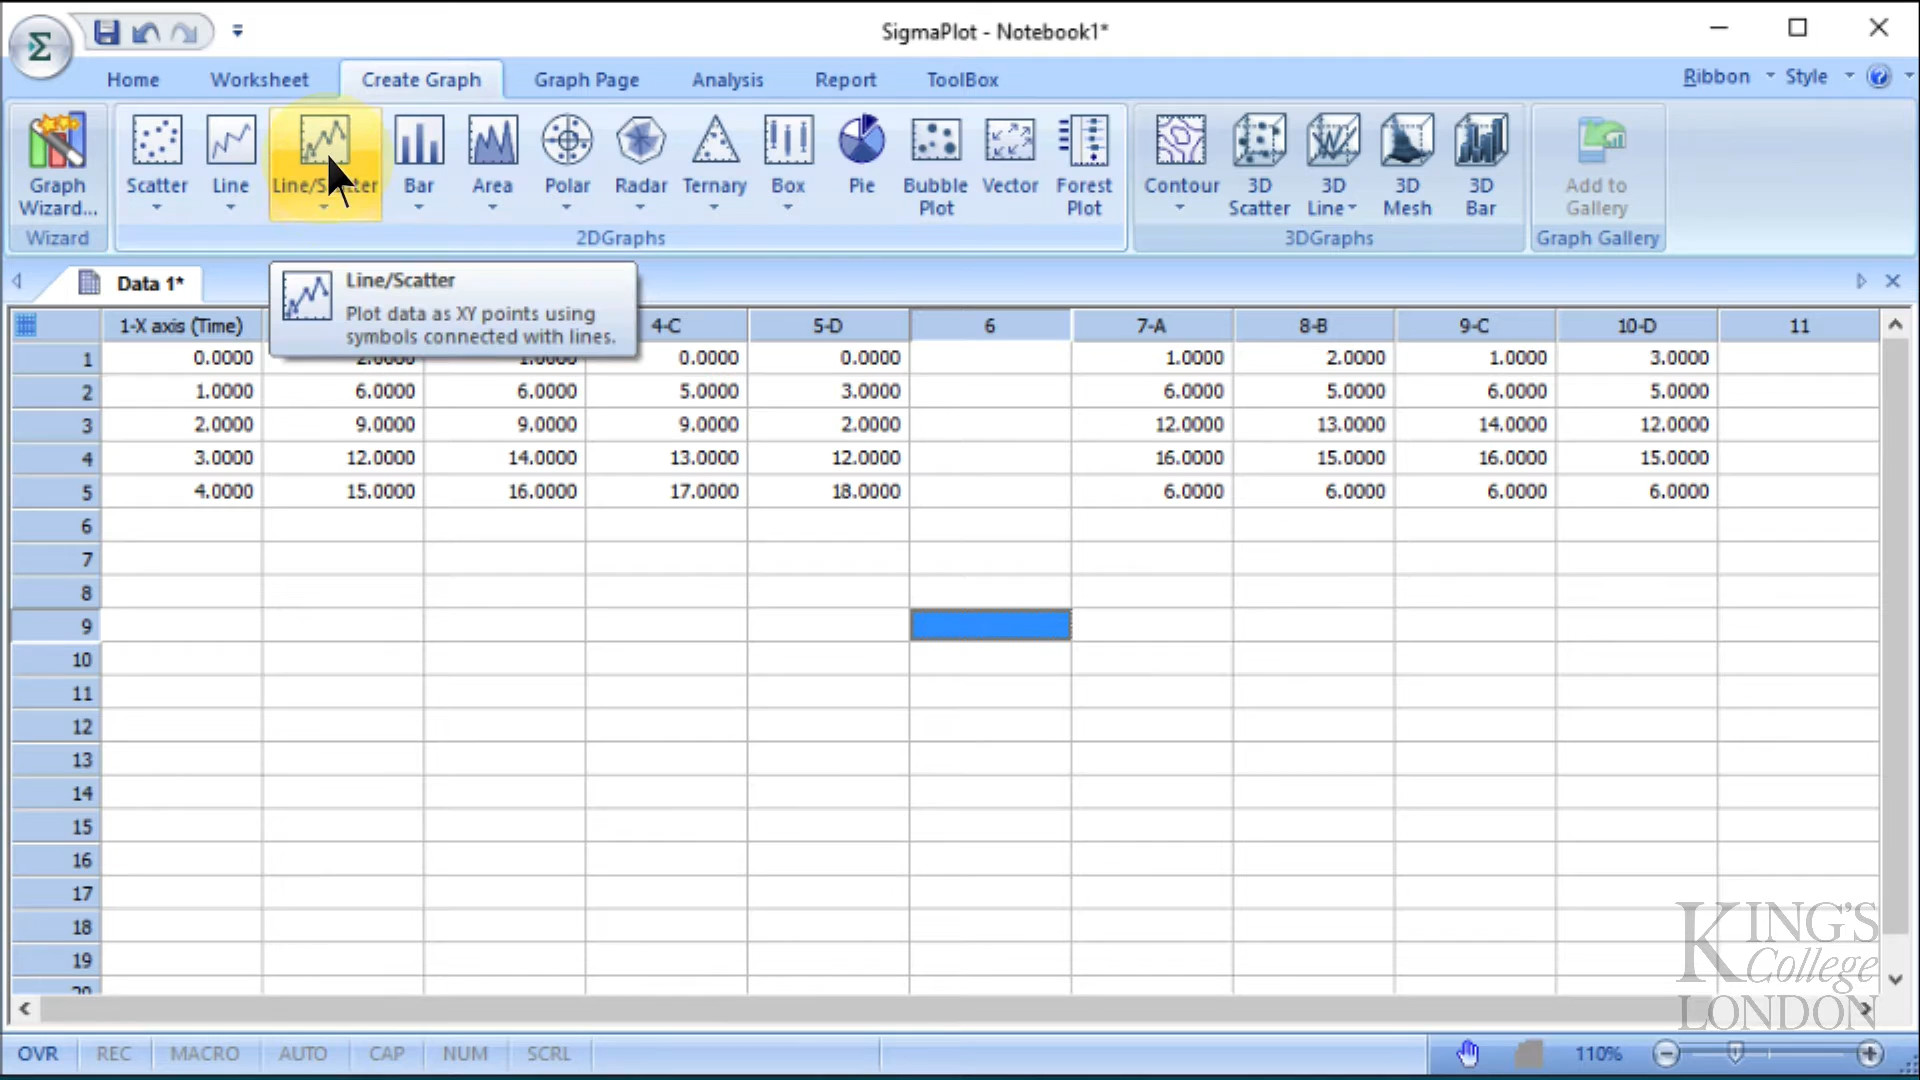 SigmaPlot - Notebook1*
Home Worksheet Create Graph Graph Page Analysis Report ToolBox Ribbon Style
Graph Wizard... Scatter Line Line/Scatter Bar Area Polar Radar Ternary Box Pie Bubble Plot Vector Forest Plot Contour 3D Scatter 3D Line 3D Mesh 3D Bar Add to Gallery
Wizard 2DGraphs 3DGraphs Graph Gallery
Data 1*
Line/Scatter
Plot data as XY points using
symbols connected with lines.
1-X axis (Time) 4-C 5-D 6 7-A 8-B 9-C 10-D 11
1 0.0000 2.0000 1.0000 0.0000 0.0000 1.0000 2.0000 1.0000 3.0000
2 1.0000 6.0000 6.0000 5.0000 3.0000 6.0000 5.0000 6.0000 5.0000
3 2.0000 9.0000 9.0000 9.0000 2.0000 12.0000 13.0000 14.0000 12.0000
4 3.0000 12.0000 14.0000 13.0000 12.0000 16.0000 15.0000 16.0000 15.0000
5 4.0000 15.0000 16.0000 17.0000 18.0000 6.0000 6.0000 6.0000 6.0000
6
7
8
9
10
11
12
13
14
15
16
17
18
19
20
KING'S
College
LONDON
OVR REC MACRO AUTO CAP NUM SCRL 110%